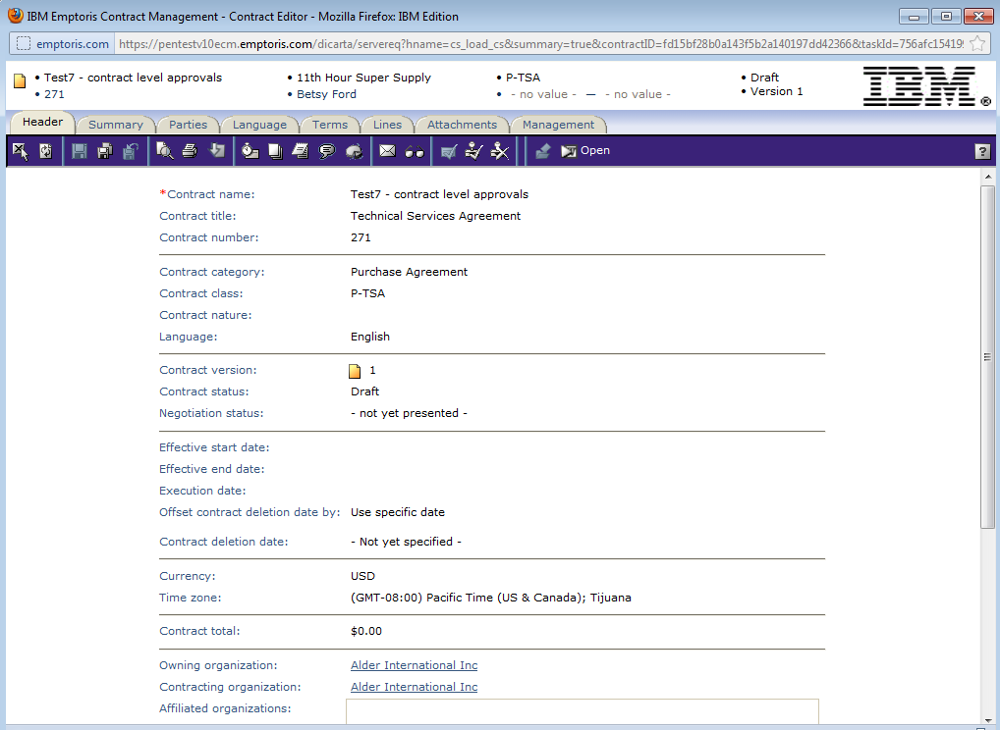 IBM Emptoris Contract Management - Contract Editor - Mozilla Firefox: IBM Edition
emptoris.com https://pentestv10ecm.emptoris.com/dicarta/servereq?hname=cs_load_cs&summary=true&contractID=fd15bf28b0a143f5b2a140197dd42366&taskId=756afc15419
• Test7 - contract level approvals • 11th Hour Super Supply • P-TSA • Draft
• 271 • Betsy Ford • - no value - — - no value - • Version 1
IBM ®
Header Summary Parties Language Terms Lines Attachments Management
Open ?
*Contract name: Test7 - contract level approvals
Contract title: Technical Services Agreement
Contract number: 271
Contract category: Purchase Agreement
Contract class: P-TSA
Contract nature:
Language: English
Contract version: 1
Contract status: Draft
Negotiation status: - not yet presented -
Effective start date:
Effective end date:
Execution date:
Offset contract deletion date by: Use specific date
Contract deletion date: - Not yet specified -
Currency: USD
Time zone: (GMT-08:00) Pacific Time (US & Canada); Tijuana
Contract total: $0.00
Owning organization: Alder International Inc
Contracting organization: Alder International Inc
Affiliated organizations: